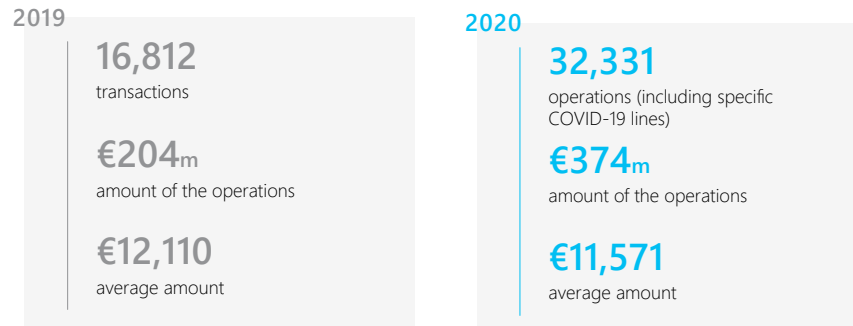 2019
16,812
transactions
€204m
amount of the operations
€12,110
average amount
2020
32,331
operations (including specific
COVID-19 lines)
€374m
amount of the operations
€11,571
average amount